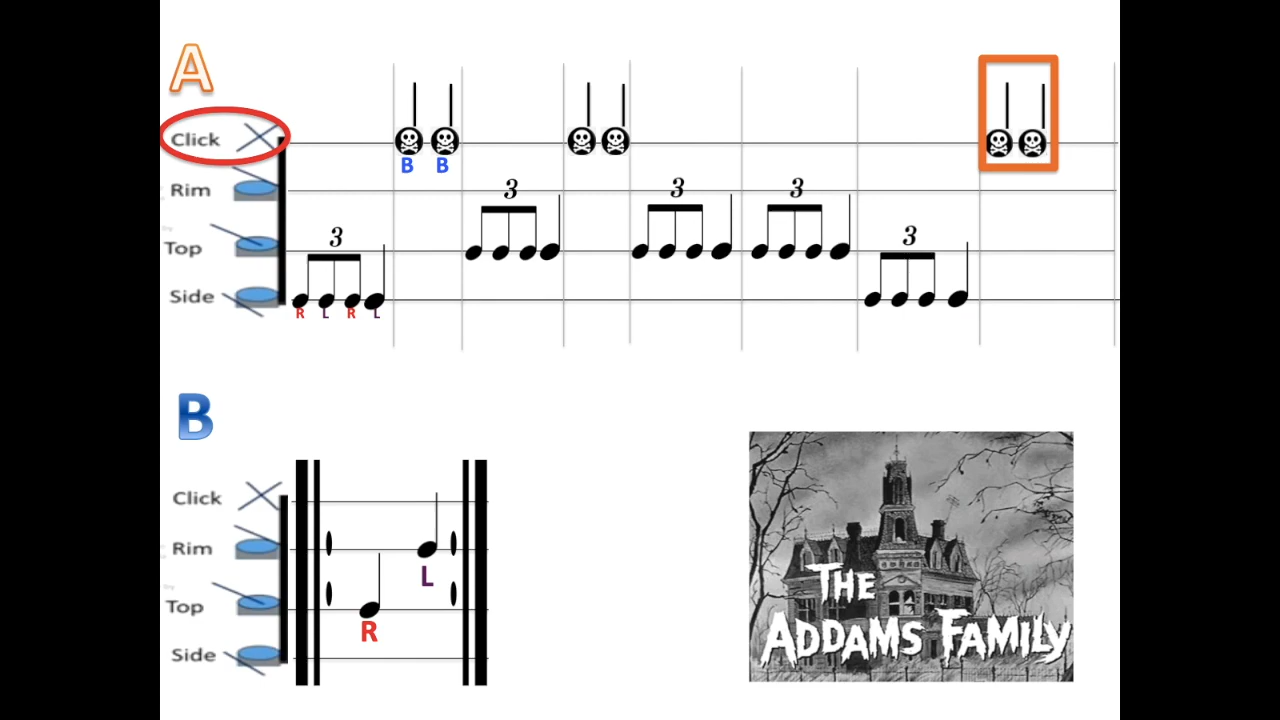 A
Click
B B
Rim
3 3 3
Top
3 3
Side
R L R L
B
Click
Rim
L
Top
R
Side
THE
ADDAMS FAMILY